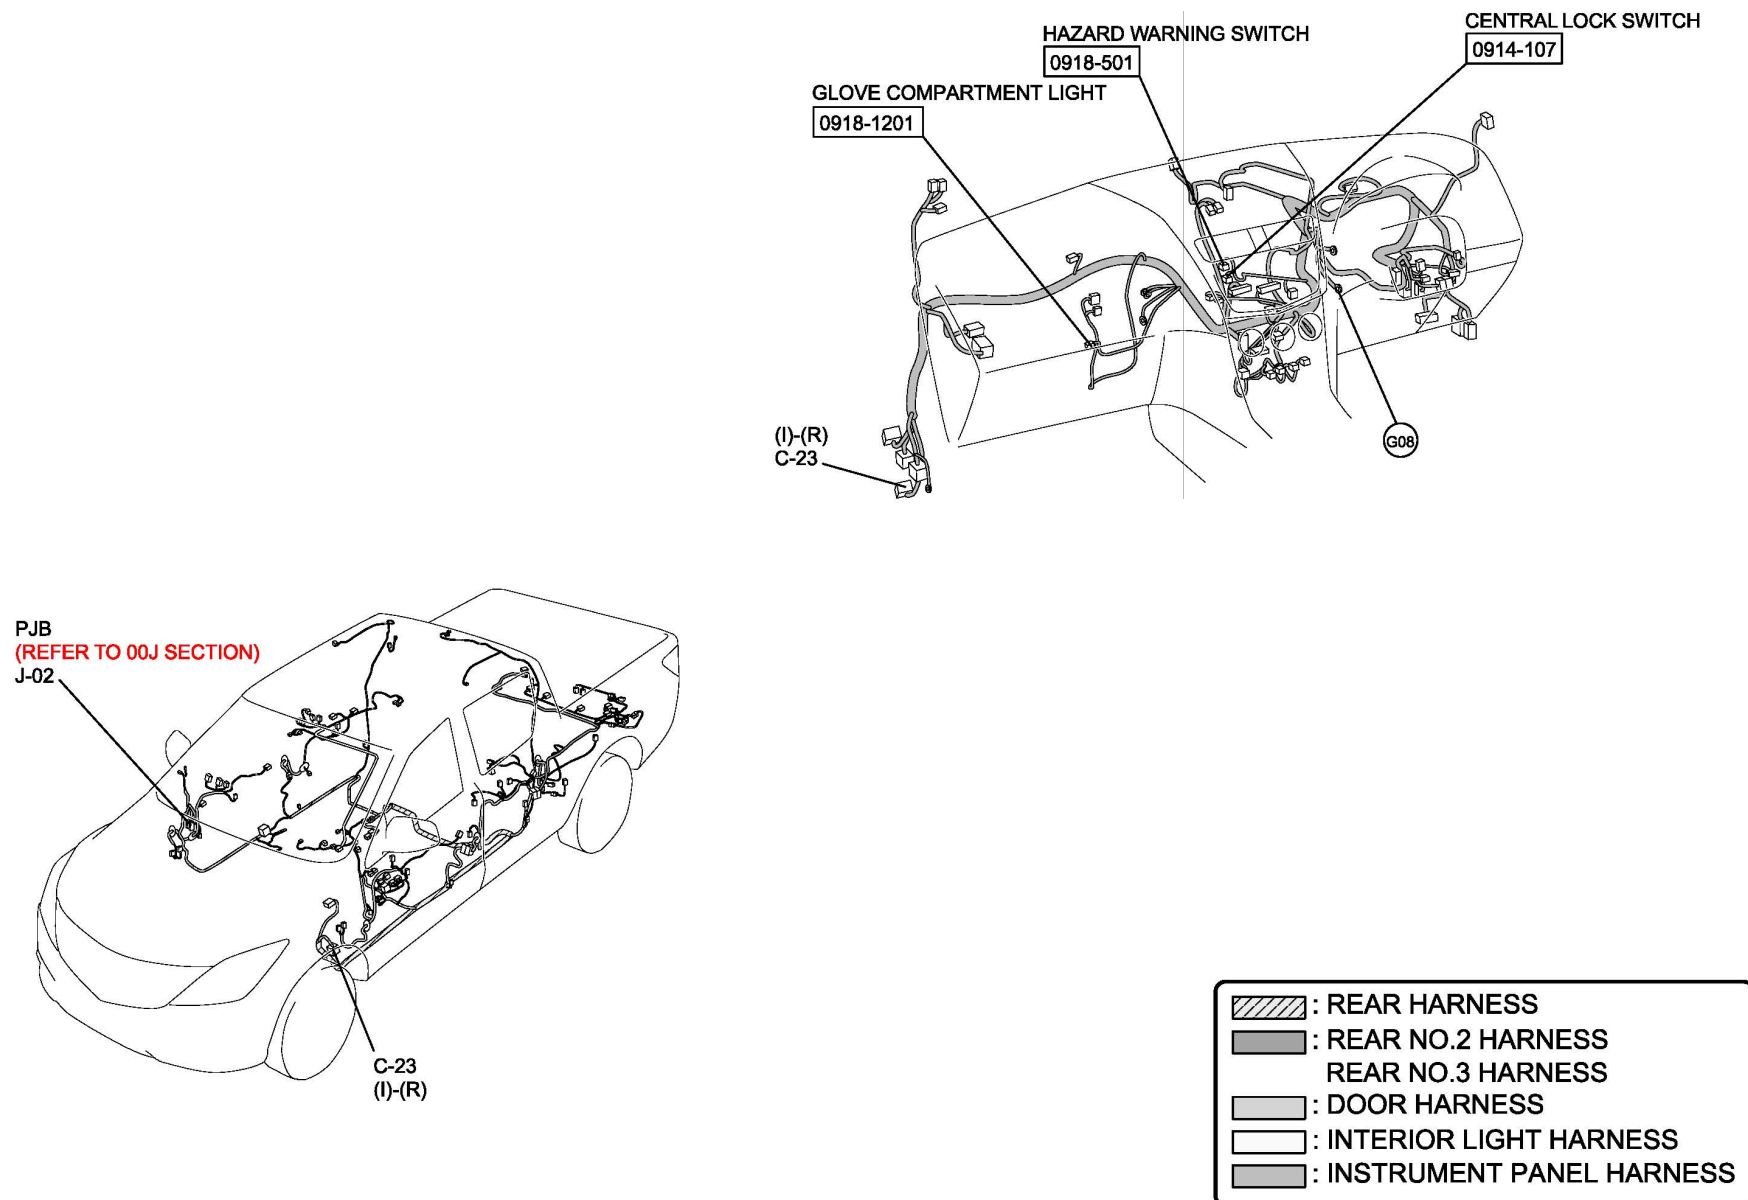 HAZARD WARNING SWITCH
0918-501
CENTRAL LOCK SWITCH
0914-107
GLOVE COMPARTMENT LIGHT
0918-1201
(I)-(R)
C-23
G08
PJB
(REFER TO 00J SECTION)
J-02
C-23
(I)-(R)
: REAR HARNESS
: REAR NO.2 HARNESS
REAR NO.3 HARNESS
: DOOR HARNESS
: INTERIOR LIGHT HARNESS
: INSTRUMENT PANEL HARNESS